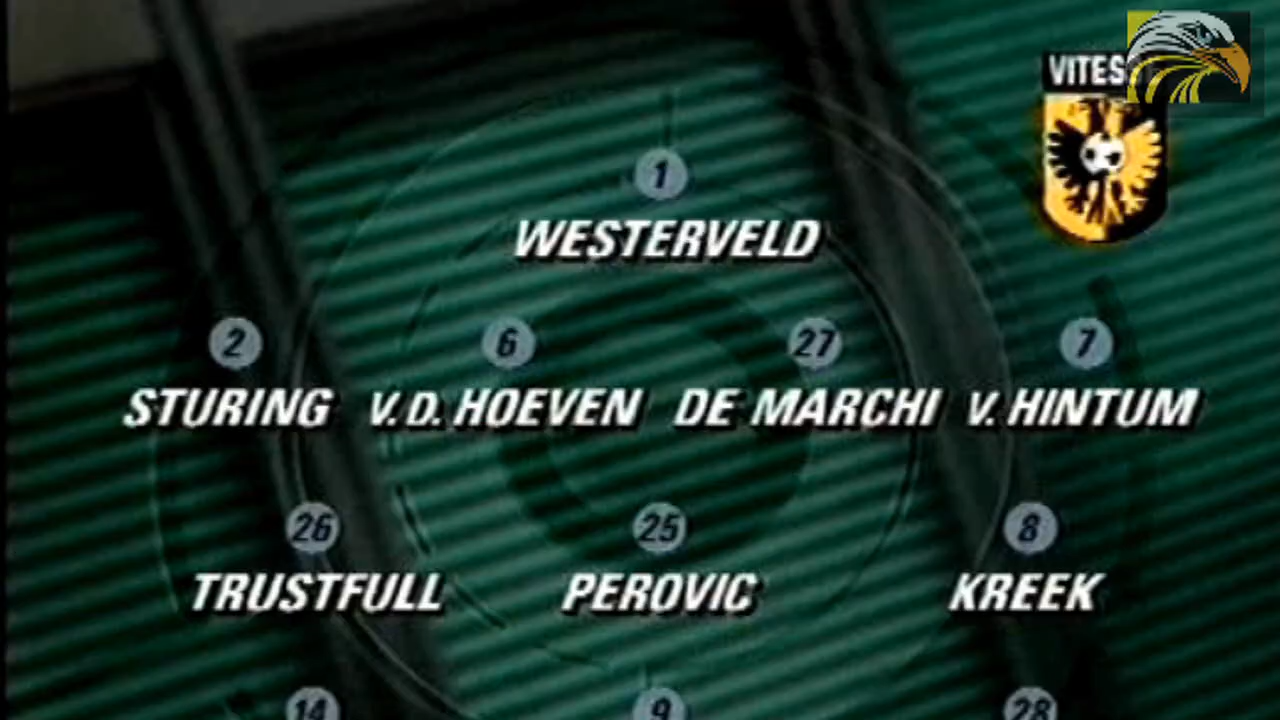 VITES
1
WESTERVELD
2 6 27 7
STURING V.D. HOEVEN DE MARCHI V. HINTUM
26 25 8
TRUSTFULL PEROVIC KREEK
14 9 28